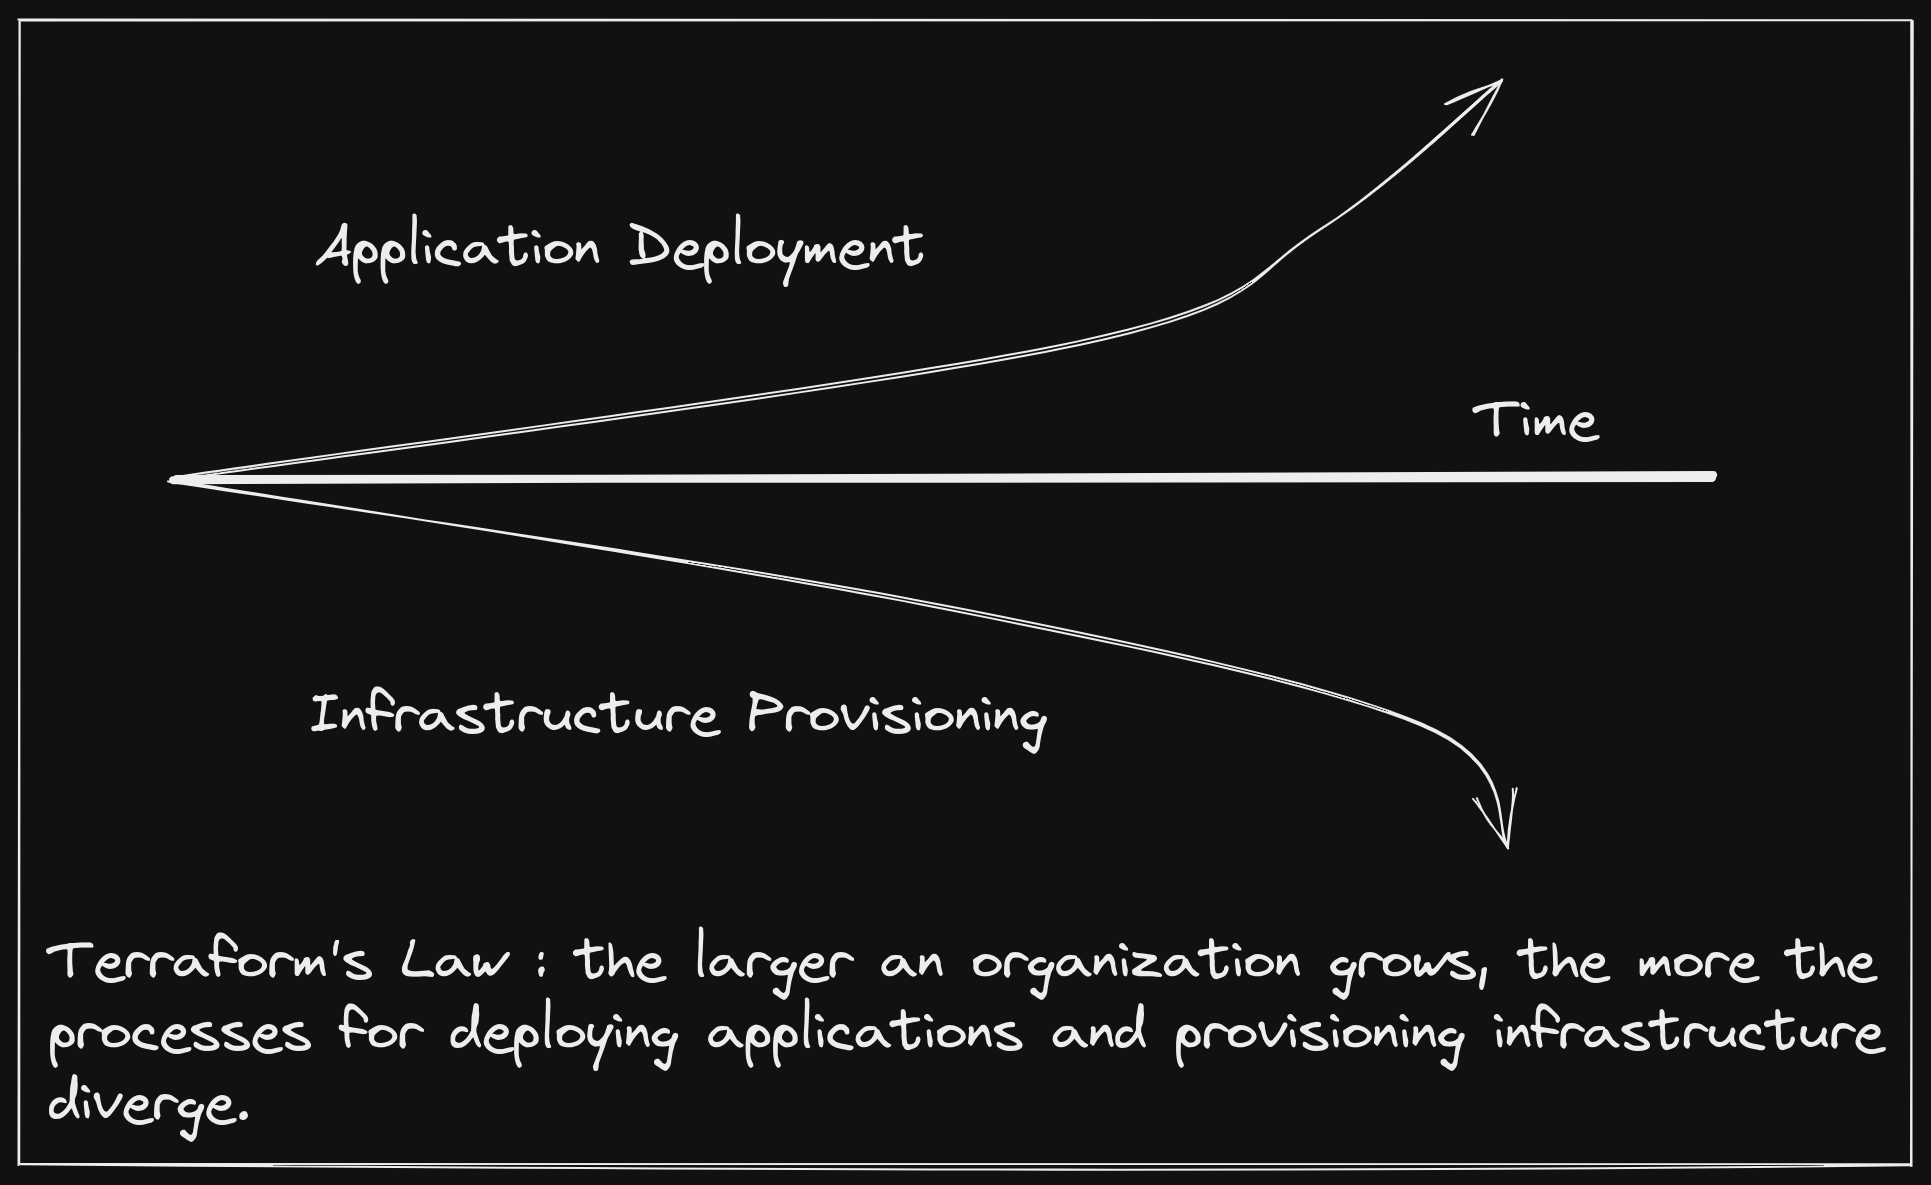 Application Deployment
Time
Infrastructure Provisioning
Terraform's Law : the larger an organization grows, the more the
processes for deploying applications and provisioning infrastructure
diverge.